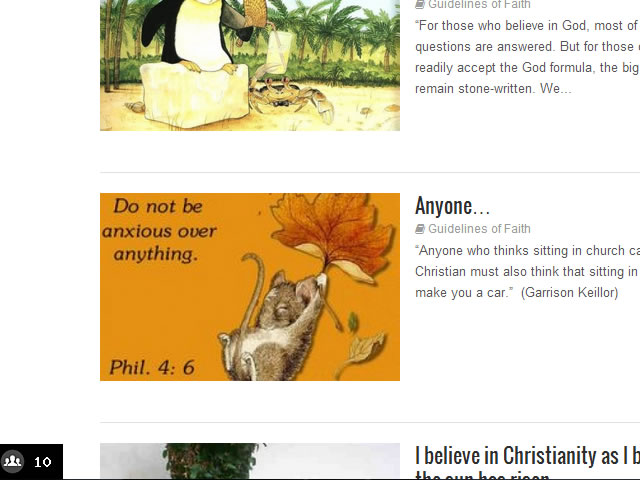 Guidelines of Faith
“For those who believe in God, most of
questions are answered. But for those
readily accept the God formula, the big
remain stone-written. We...
Do not be
anxious over
anything.
Phil. 4: 6
Anyone...
Guidelines of Faith
“Anyone who thinks sitting in church ca
Christian must also think that sitting in
make you a car.” (Garrison Keillor)
I believe in Christianity as I b
the sun has risen
10